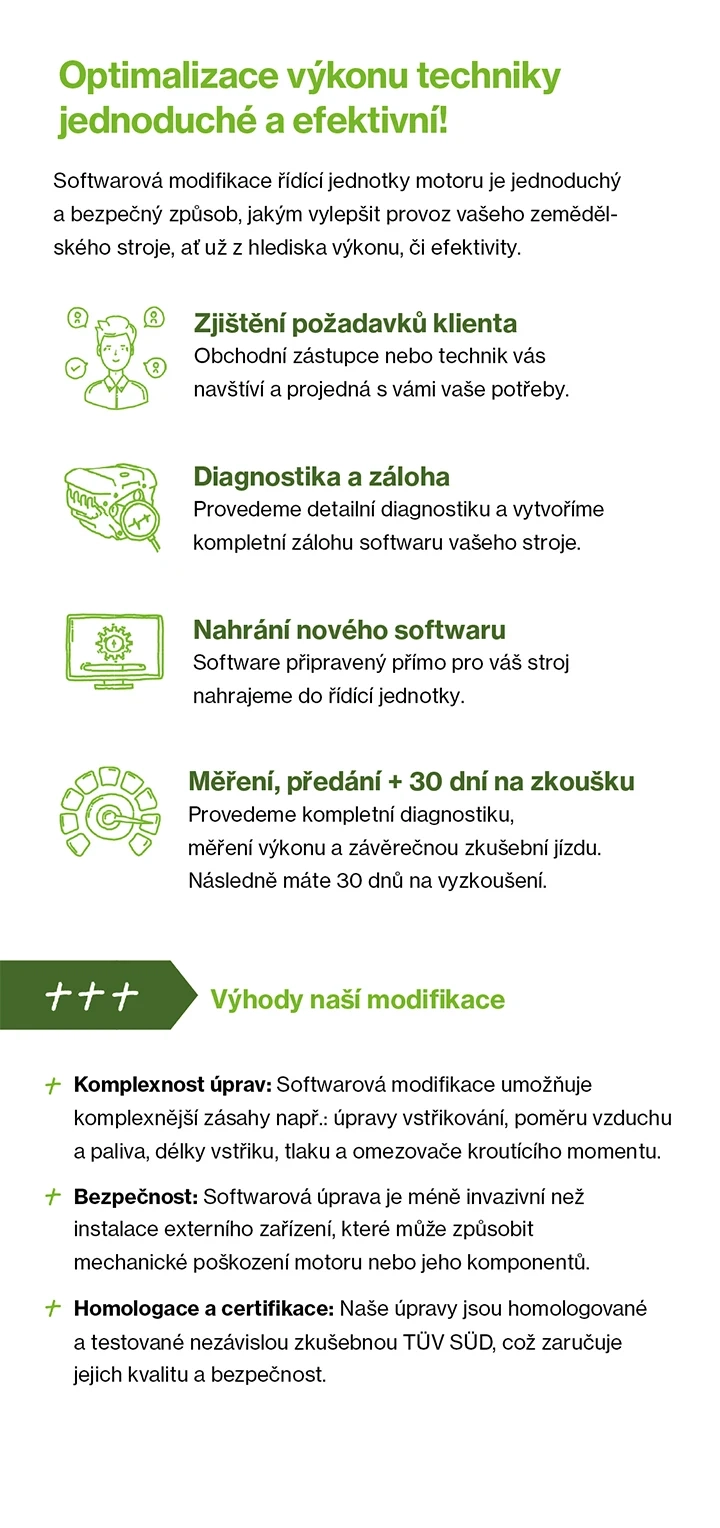 Optimalizace výkonu techniky
jednoduché a efektivní!
Softwarová modifikace řídící jednotky motoru je jednoduchý
a bezpečný způsob, jakým vylepšit provoz vašeho zeměděl-
ského stroje, ať už z hlediska výkonu, či efektivity.
Zjištění požadavků klienta
Obchodní zástupce nebo technik vás
navštíví a projedná s vámi vaše potřeby.
Diagnostika a záloha
Provedeme detailní diagnostiku a vytvoříme
kompletní zálohu softwaru vašeho stroje.
Nahrání nového softwaru
Software připravený přímo pro váš stroj
nahrajeme do řídící jednotky.
Měření, předání + 30 dní na zkoušku
Provedeme kompletní diagnostiku,
měření výkonu a závěrečnou zkušební jízdu.
Následně máte 30 dnů na vyzkoušení.
+++ Výhody naší modifikace
+ Komplexnost úprav: Softwarová modifikace umožňuje
komplexnější zásahy např.: úpravy vstřikování, poměru vzduchu
a paliva, délky vstřiku, tlaku a omezovače kroutícího momentu.
+ Bezpečnost: Softwarová úprava je méně invazivní než
instalace externího zařízení, které může způsobit
mechanické poškození motoru nebo jeho komponentů.
+ Homologace a certifikace: Naše úpravy jsou homologované
a testované nezávislou zkušebnou TÜV SÜD, což zaručuje
jejich kvalitu a bezpečnost.